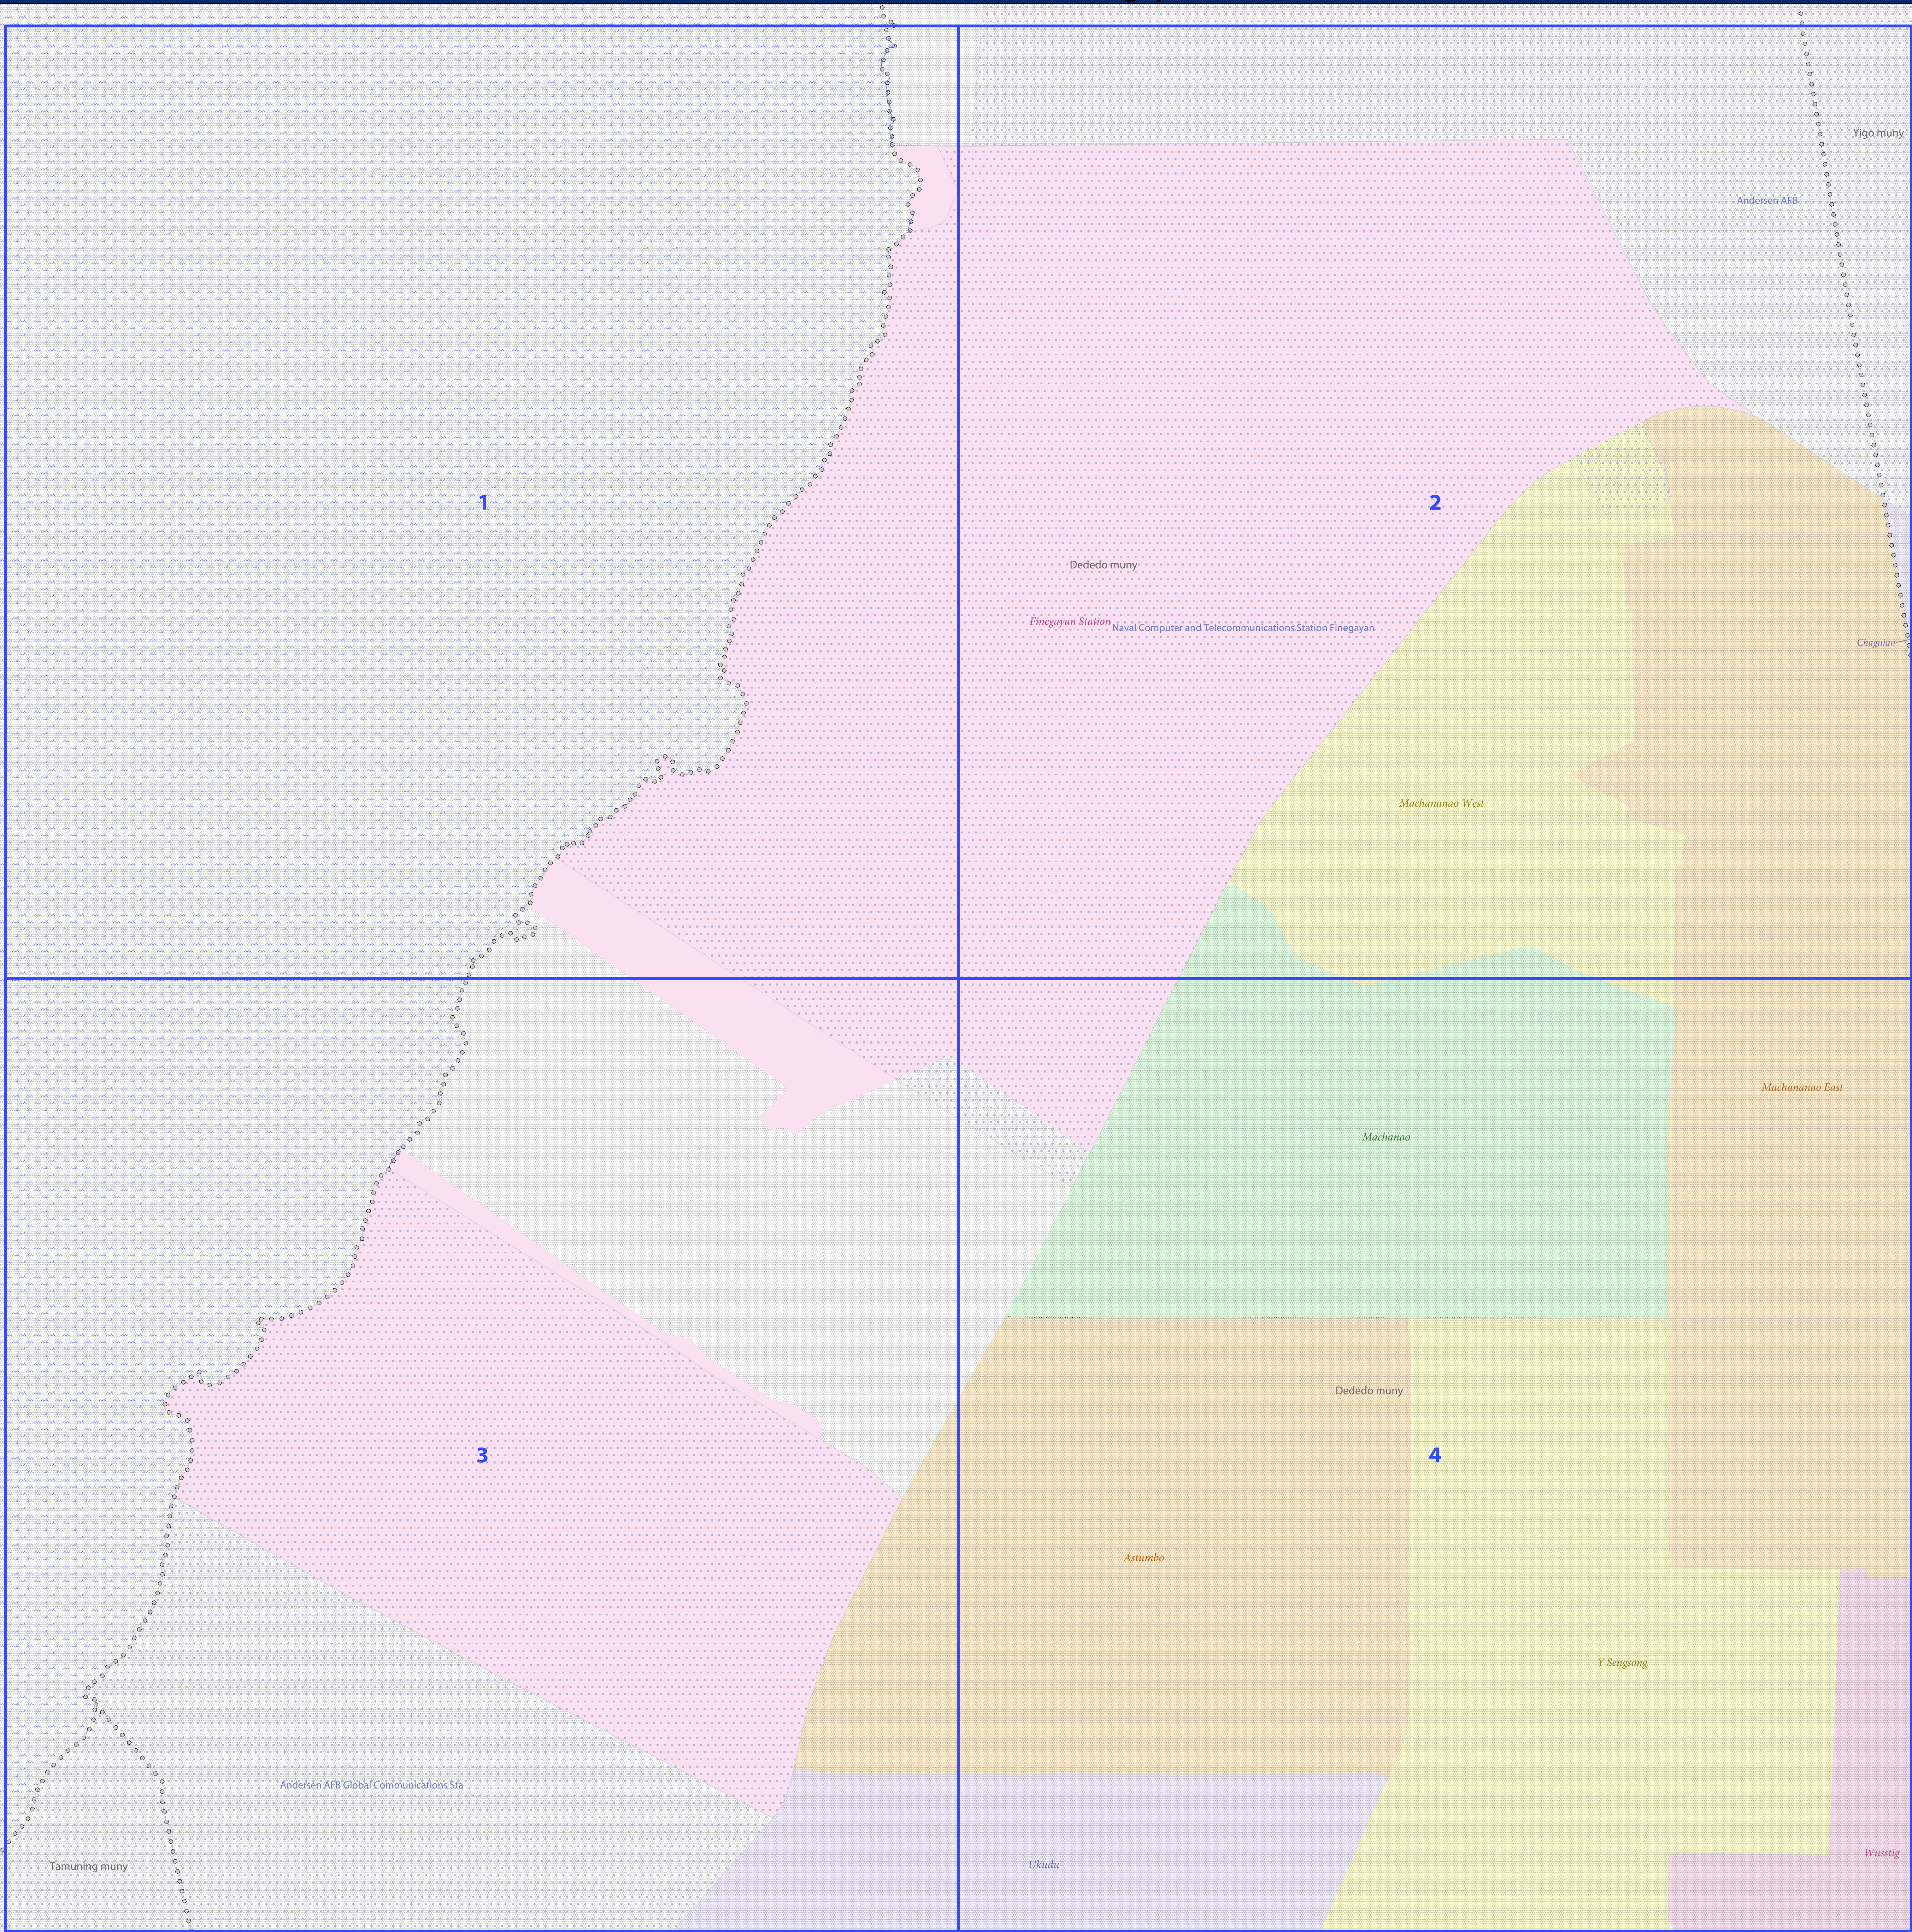 Yigo muny
Andersen AFB
1
2
Dededo muny
Finegayan Station
Naval Computer and Telecommunications Station Finegayan
Chaguian
Machananao West
Machananao East
Machanao
Dededo muny
3
4
Astumbo
Y Sengsong
Andersen AFB Global Communications Sta
Wusstig
Ukudu
Tamuning muny